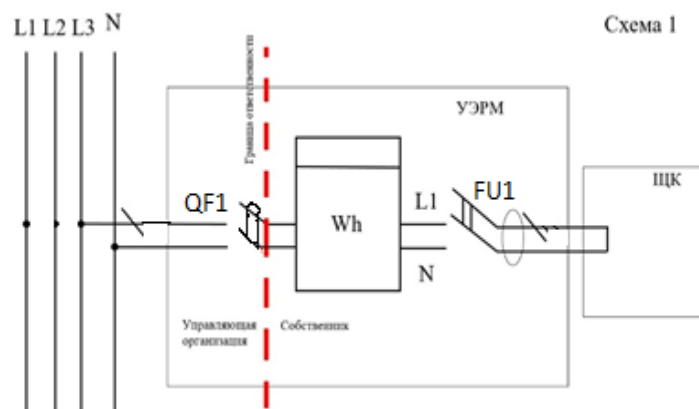 L1 L2 L3 N
Схема 1
Граница ответственности
УЭРМ
ЩК
QF1
FU1
L1
Wh
N
Управляющая
организация
Собственник